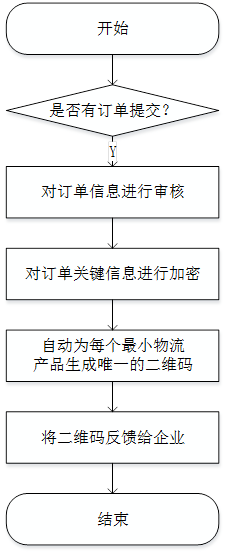 开始
是否有订单提交？
Y
对订单信息进行审核
对订单关键信息进行加密
自动为每个最小物流
产品生成唯一的二维码
将二维码反馈给企业
结束